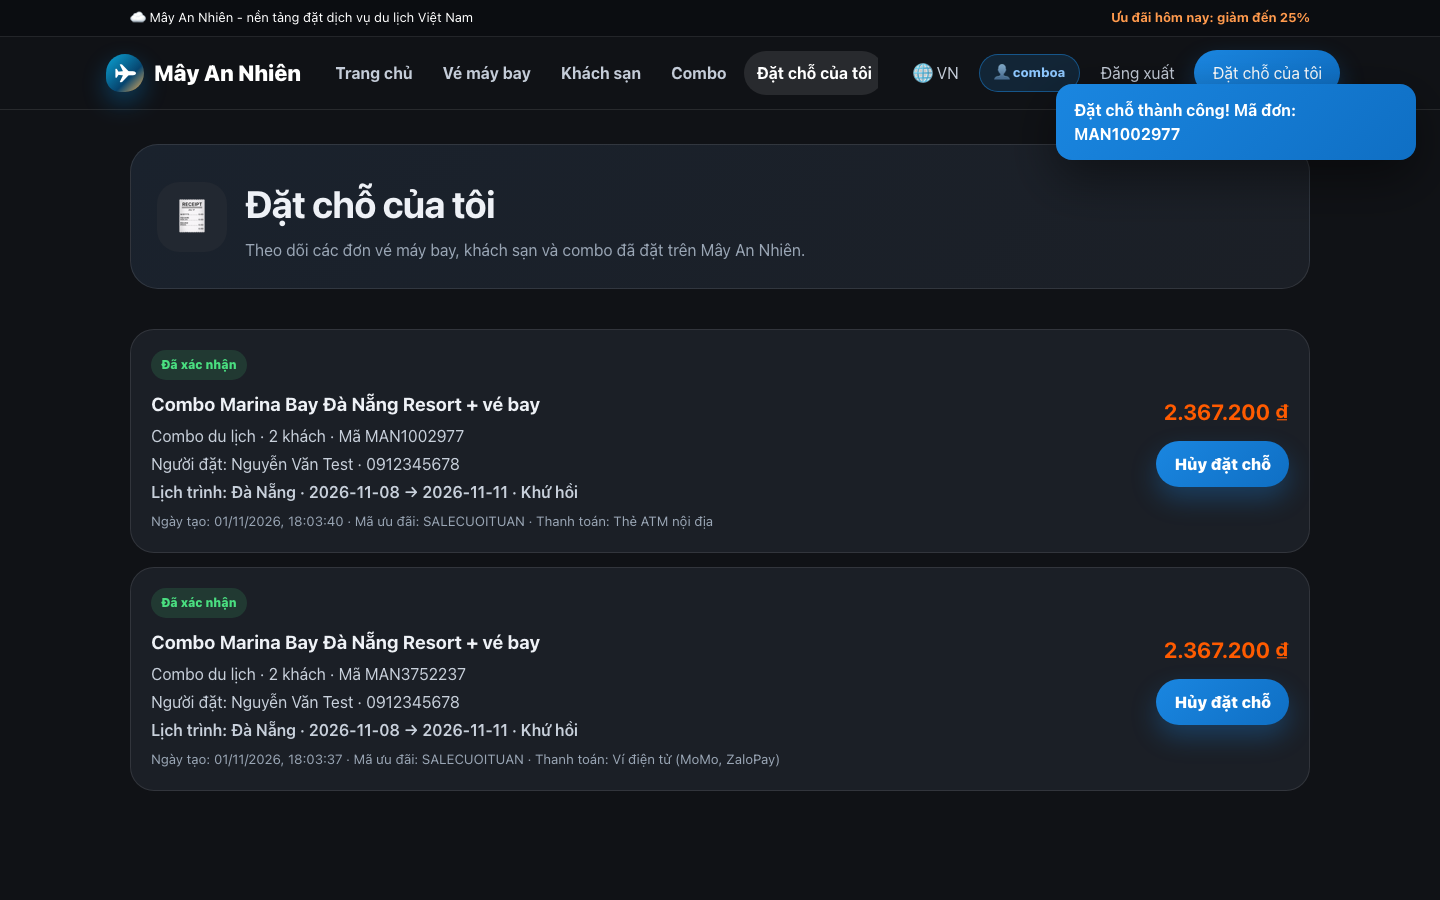 Mây An Nhiên - nền tảng đặt dịch vụ du lịch Việt Nam
Ưu đãi hôm nay: giảm đến 25%
Mây An Nhiên
Trang chủ
Vé máy bay
Khách sạn
Combo
Đặt chỗ của tôi
VN
comboa
Đăng xuất
Đặt chỗ của tôi
Đặt chỗ thành công! Mã đơn:
MAN1002977
RECEIPT
Đặt chỗ của tôi
Theo dõi các đơn vé máy bay, khách sạn và combo đã đặt trên Mây An Nhiên.
Đã xác nhận
Combo Marina Bay Đà Nẵng Resort + vé bay
Combo du lịch · 2 khách · Mã MAN1002977
Người đặt: Nguyễn Văn Test · 0912345678
Lịch trình: Đà Nẵng · 2026-11-08 → 2026-11-11 · Khứ hồi
Ngày tạo: 01/11/2026, 18:03:40 · Mã ưu đãi: SALECUOITUAN · Thanh toán: Thẻ ATM nội địa
2.367.200 ₫
Hủy đặt chỗ
Đã xác nhận
Combo Marina Bay Đà Nẵng Resort + vé bay
Combo du lịch · 2 khách · Mã MAN3752237
Người đặt: Nguyễn Văn Test · 0912345678
Lịch trình: Đà Nẵng · 2026-11-08 → 2026-11-11 · Khứ hồi
Ngày tạo: 01/11/2026, 18:03:37 · Mã ưu đãi: SALECUOITUAN · Thanh toán: Ví điện tử (MoMo, ZaloPay)
2.367.200 ₫
Hủy đặt chỗ